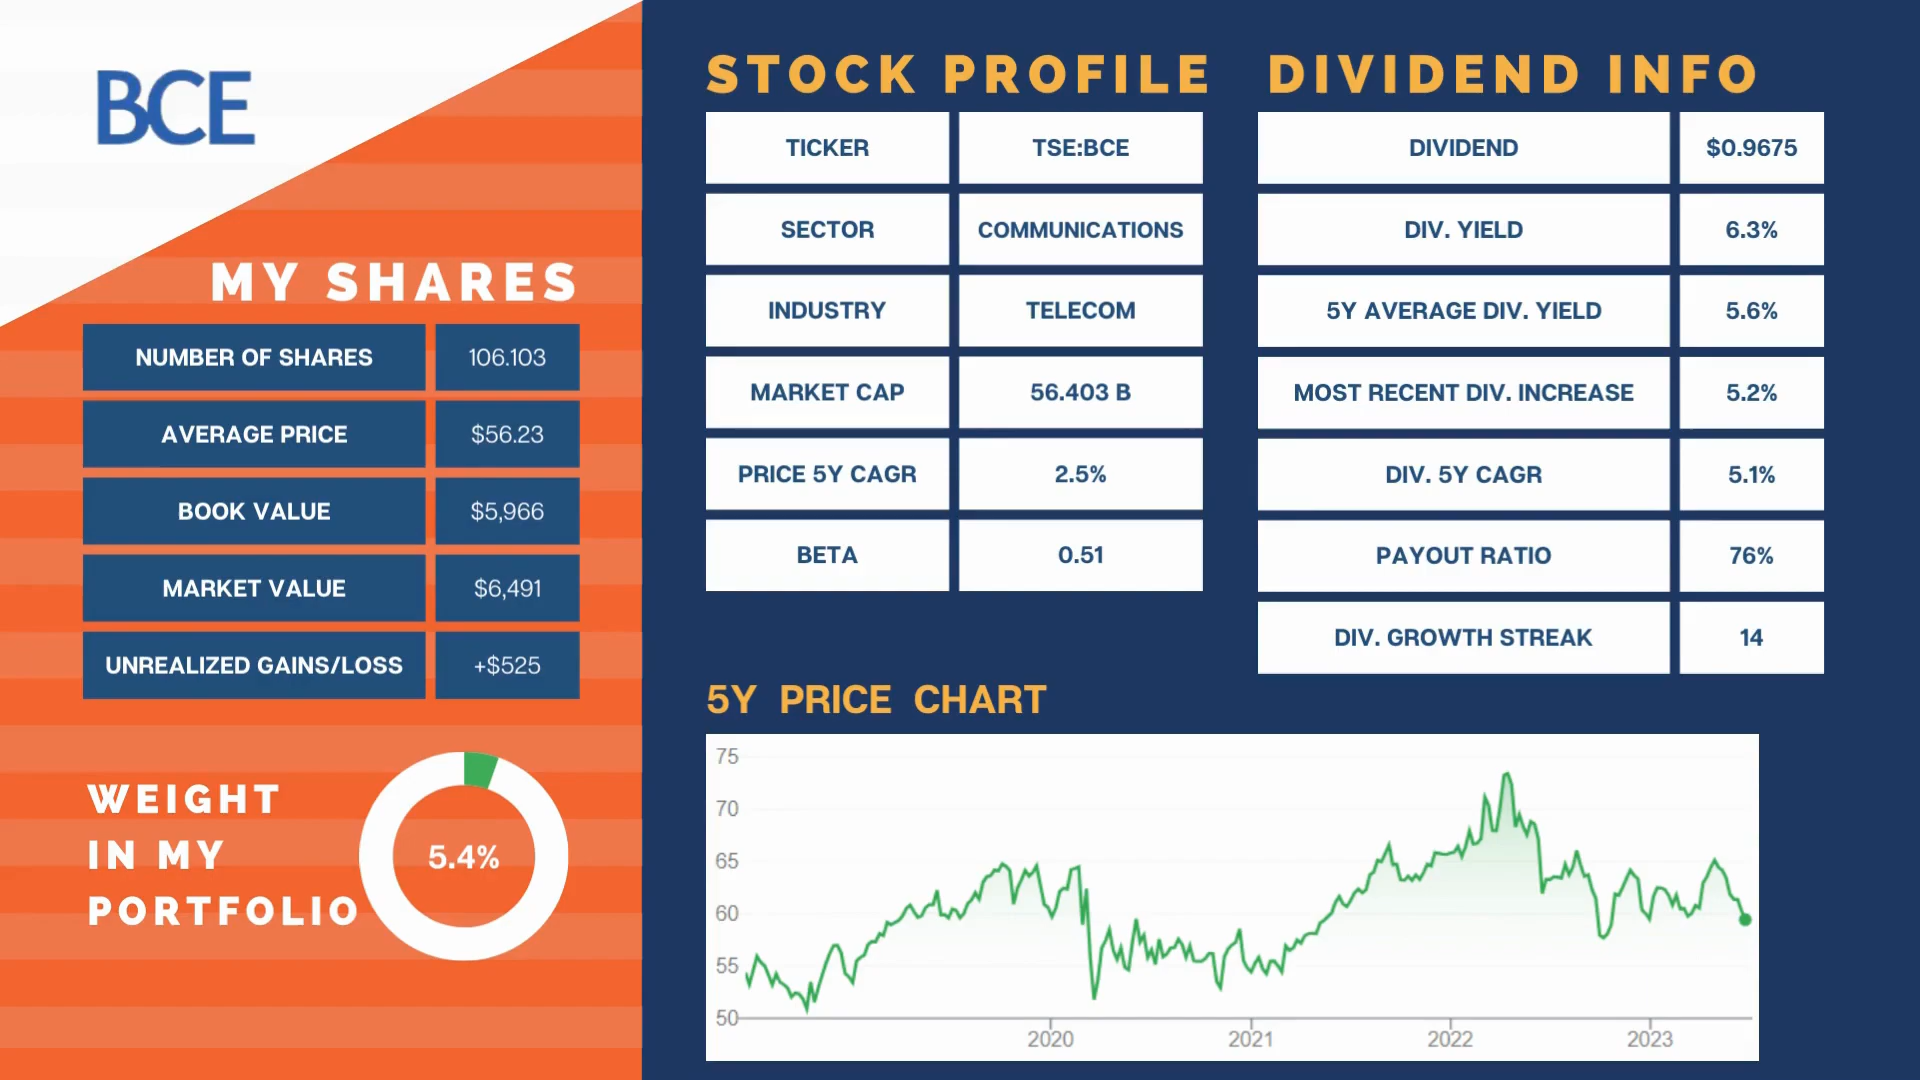 BCE
MY SHARES
NUMBER OF SHARES 106.103
AVERAGE PRICE $56.23
BOOK VALUE $5,966
MARKET VALUE $6,491
UNREALIZED GAINS/LOSS +$525
WEIGHT
IN MY
PORTFOLIO
5.4%
STOCK PROFILE
TICKER TSE:BCE
SECTOR COMMUNICATIONS
INDUSTRY TELECOM
MARKET CAP 56.403 B
PRICE 5Y CAGR 2.5%
BETA 0.51
DIVIDEND INFO
DIVIDEND $0.9675
DIV. YIELD 6.3%
5Y AVERAGE DIV. YIELD 5.6%
MOST RECENT DIV. INCREASE 5.2%
DIV. 5Y CAGR 5.1%
PAYOUT RATIO 76%
DIV. GROWTH STREAK 14
5Y PRICE CHART
75
70
65
60
55
50
2020 2021 2022 2023